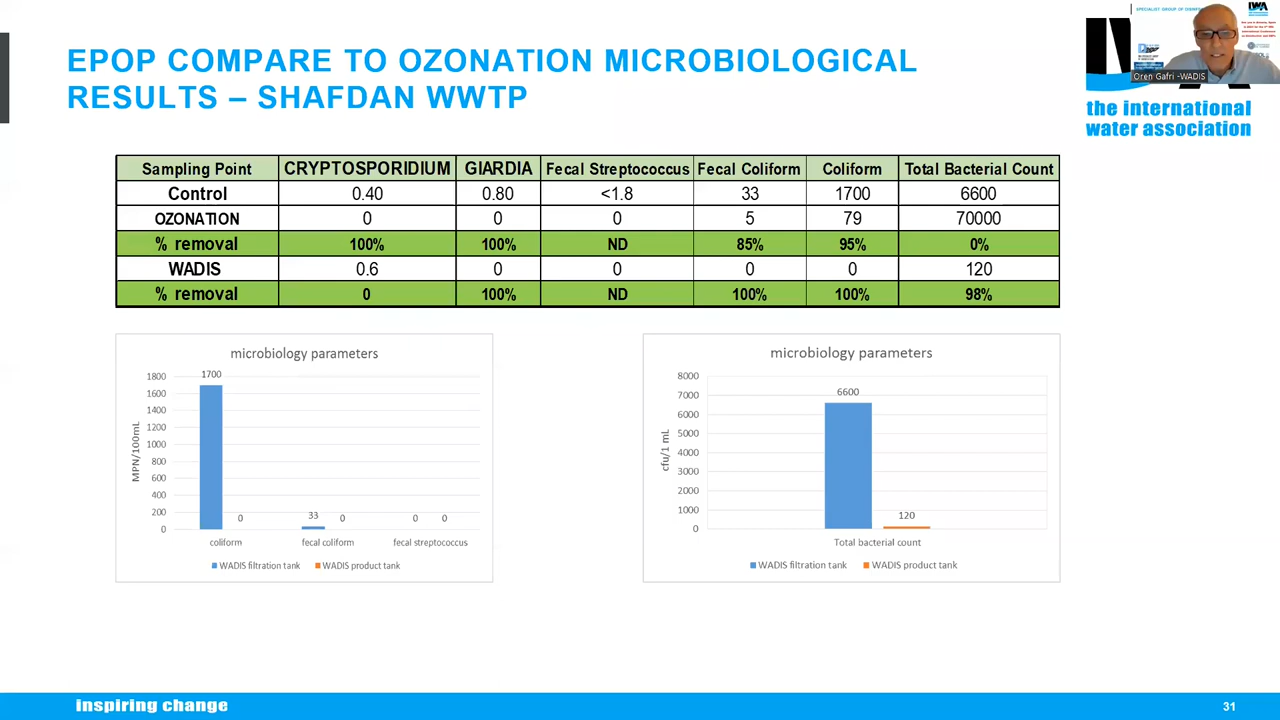 EPOP COMPARE TO OZONATION MICROBIOLOGICAL
RESULTS – SHAFDAN WWTP
SPECIALIST GROUP OF
IWA
Oren Gafri -WADIS
the international
water association
Sampling Point CRYPTOSPORIDIUM GIARDIA Fecal Streptococcus Fecal Coliform Coliform Total Bacterial Count
Control 0.40 0.80 <1.8 33 1700 6600
OZONATION 0 0 0 5 79 70000
% removal 100% 100% ND 85% 95% 0%
WADIS 0.6 0 0 0 0 120
% removal 0 100% ND 100% 100% 98%
microbiology parameters
MPN/100mL
1800
1600
1400
1200
1000
800
600
400
200
0
1700
0
33
0
0
0
coliform fecal coliform fecal streptococcus
WADIS filtration tank WADIS product tank
microbiology parameters
cfu/1 mL
8000
7000
6000
5000
4000
3000
2000
1000
0
6600
120
Total bacterial count
WADIS filtration tank WADIS product tank
inspiring change
31